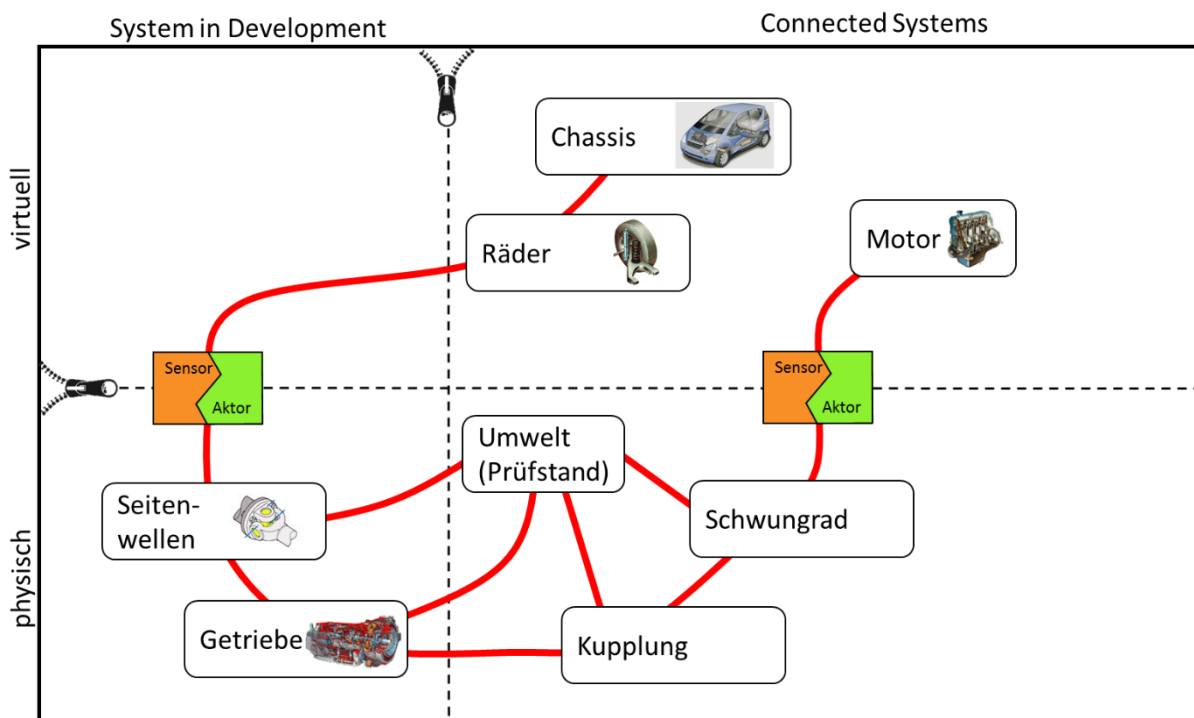 System in Development
Connected Systems
virtuell
physisch
Chassis
Räder
Motor
Sensor
Aktor
Sensor
Aktor
Umwelt
(Prüfstand)
Seiten-
wellen
Schwungrad
Getriebe
Kupplung